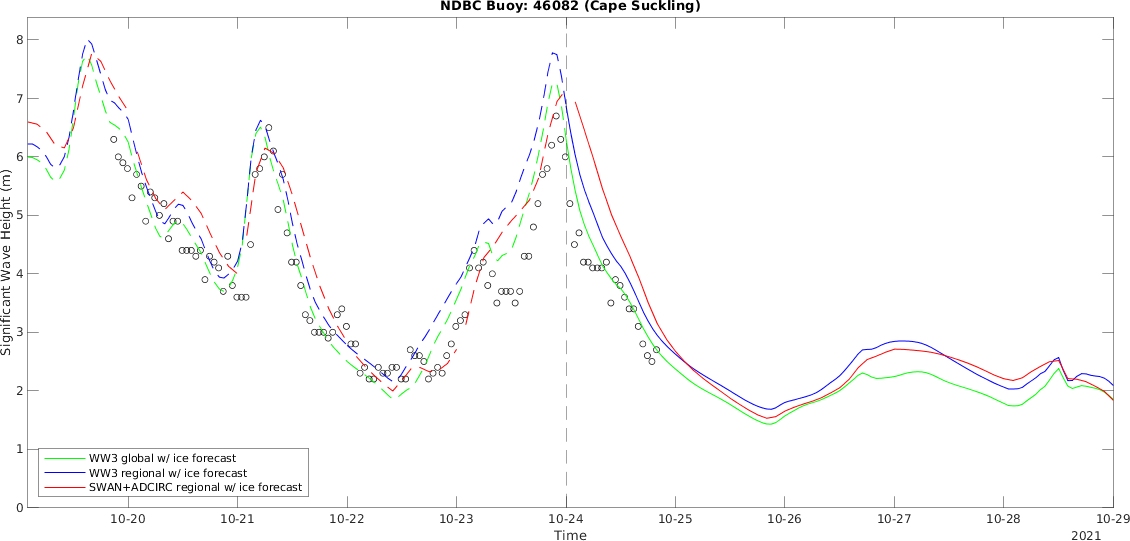 NDBC Buoy: 46082 (Cape Suckling)
8
7
6
5
4
3
2
1
0
Significant Wave Height (m)
WW3 global w/ ice forecast
WW3 regional w/ ice forecast
SWAN+ADCIRC regional w/ ice forecast
10-20 10-21 10-22 10-23 10-24 10-25 10-26 10-27 10-28 10-29
Time
2021